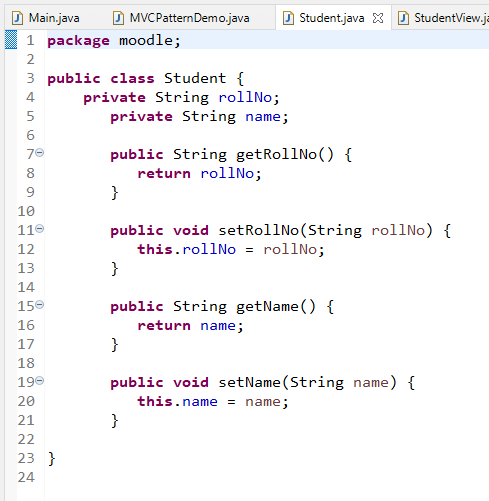 Main.java MVCPatternDemo.java Student.java StudentView.ja
1 package moodle;
2
3 public class Student {
4     private String rollNo;
5        private String name;
6
7        public String getRollNo() {
8           return rollNo;
9        }
10
11        public void setRollNo(String rollNo) {
12           this.rollNo = rollNo;
13        }
14
15        public String getName() {
16           return name;
17        }
18
19        public void setName(String name) {
20           this.name = name;
21        }
22
23 }
24